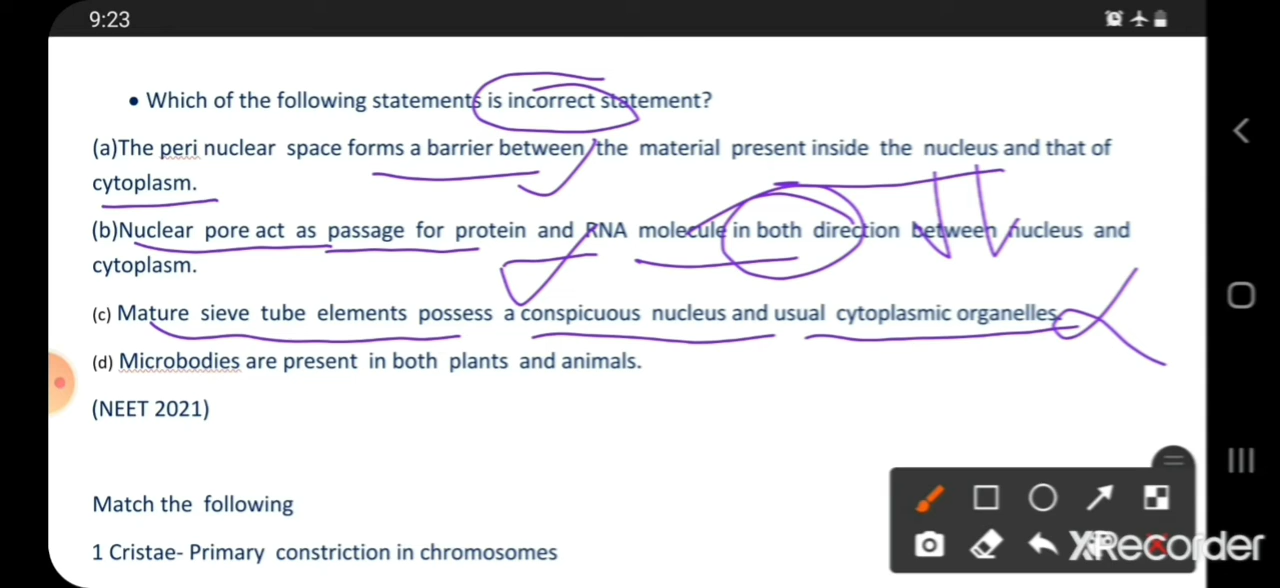 9:23
• Which of the following statements is incorrect statement?
(a)The peri nuclear space forms a barrier between the material present inside the nucleus and that of
cytoplasm.
(b)Nuclear pore act as passage for protein and RNA molecule in both direction between nucleus and
cytoplasm.
(c) Mature sieve tube elements possess a conspicuous nucleus and usual cytoplasmic organelles
(d) Microbodies are present in both plants and animals.
(NEET 2021)
Match the following
1 Cristae- Primary constriction in chromosomes
XRecorder